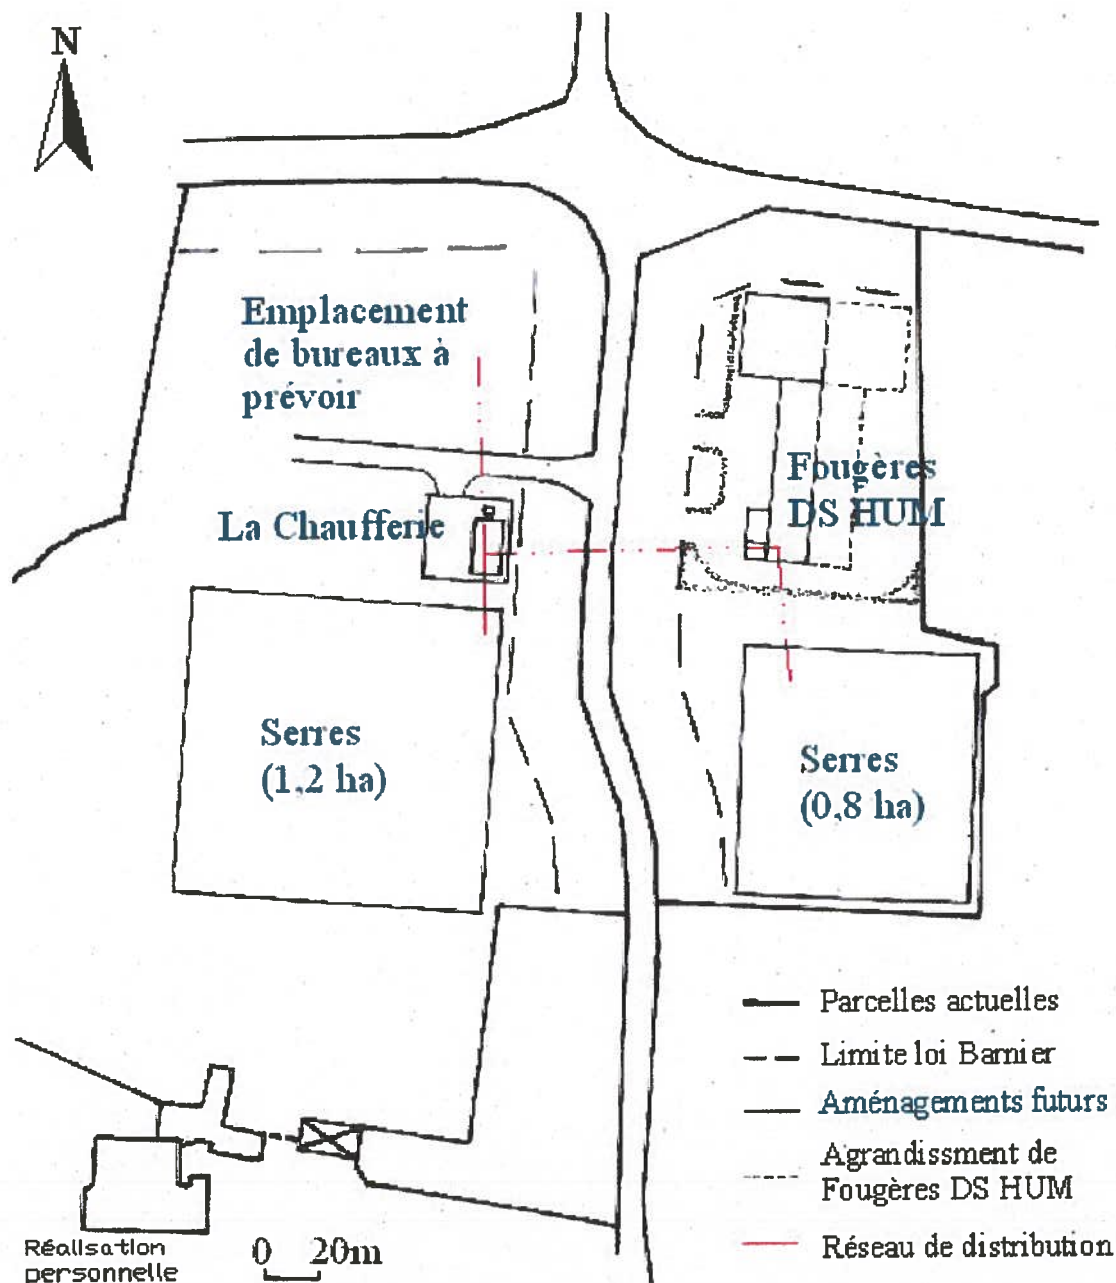 N
Emplacement
de bureaux à
prévoir
La Chaufferie
Fougères
DS HUM
Serres
(1,2 ha)
Serres
(0,8 ha)
Parcelles actuelles
Limite loi Barnier
Aménagements futurs
Agrandissment de
Fougères DS HUM
Réseau de distribution
Réalisation
personnelle
0 20m